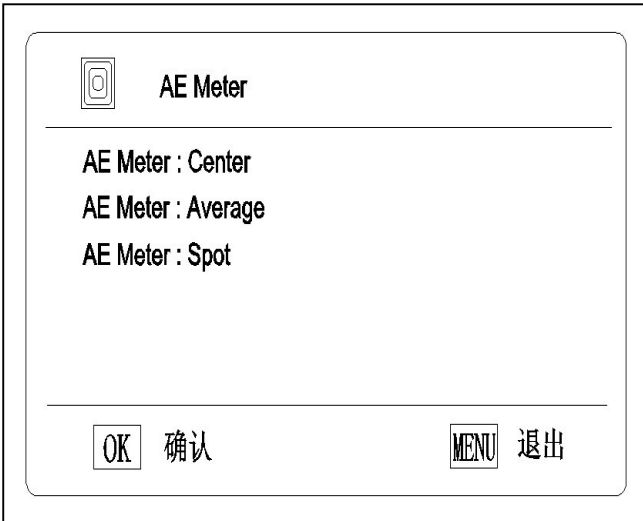 AE Meter
AE Meter : Center
AE Meter : Average
AE Meter : Spot
OK 确认 MENU 退出